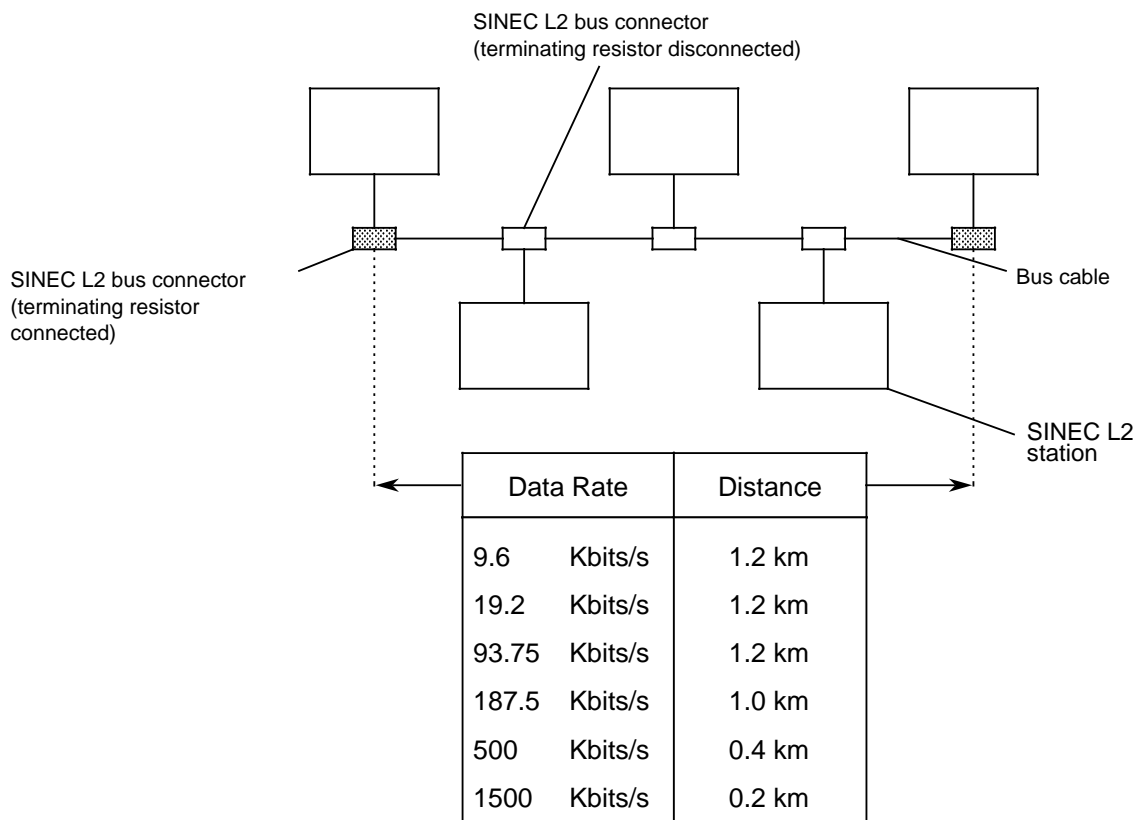 SINEC L2 bus connector
(terminating resistor disconnected)
SINEC L2 bus connector
(terminating resistor
connected)
Bus cable
SINEC L2
station
Data Rate Distance
9.6 Kbits/s 1.2 km
19.2 Kbits/s 1.2 km
93.75 Kbits/s 1.2 km
187.5 Kbits/s 1.0 km
500 Kbits/s 0.4 km
1500 Kbits/s 0.2 km